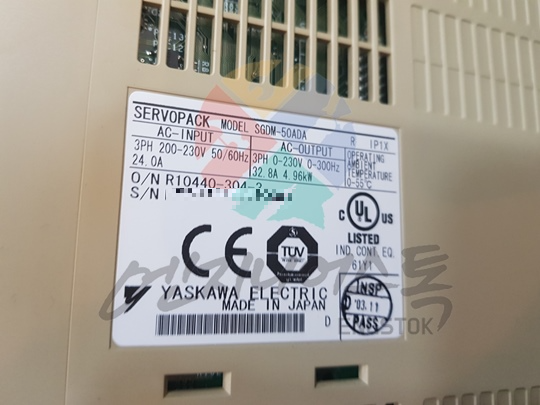 SERVOPACK MODEL SGDM-50ADA R IP1X
AC-INPUT
3PH 200-230V 50/60Hz
24.0A
AC-OUTPUT
3PH 0-230V 0-300Hz
32.8A 4.96kW
OPERATING
AMBIENT
TEMPERATURE
0-55°C
O/N R10440-304-
S/N
C UL US
LISTED
IND. CONT. EQ.
61Y1
CE
TÜV
YASKAWA ELECTRIC
MADE IN JAPAN
D
INSP
D '03.11
PASS